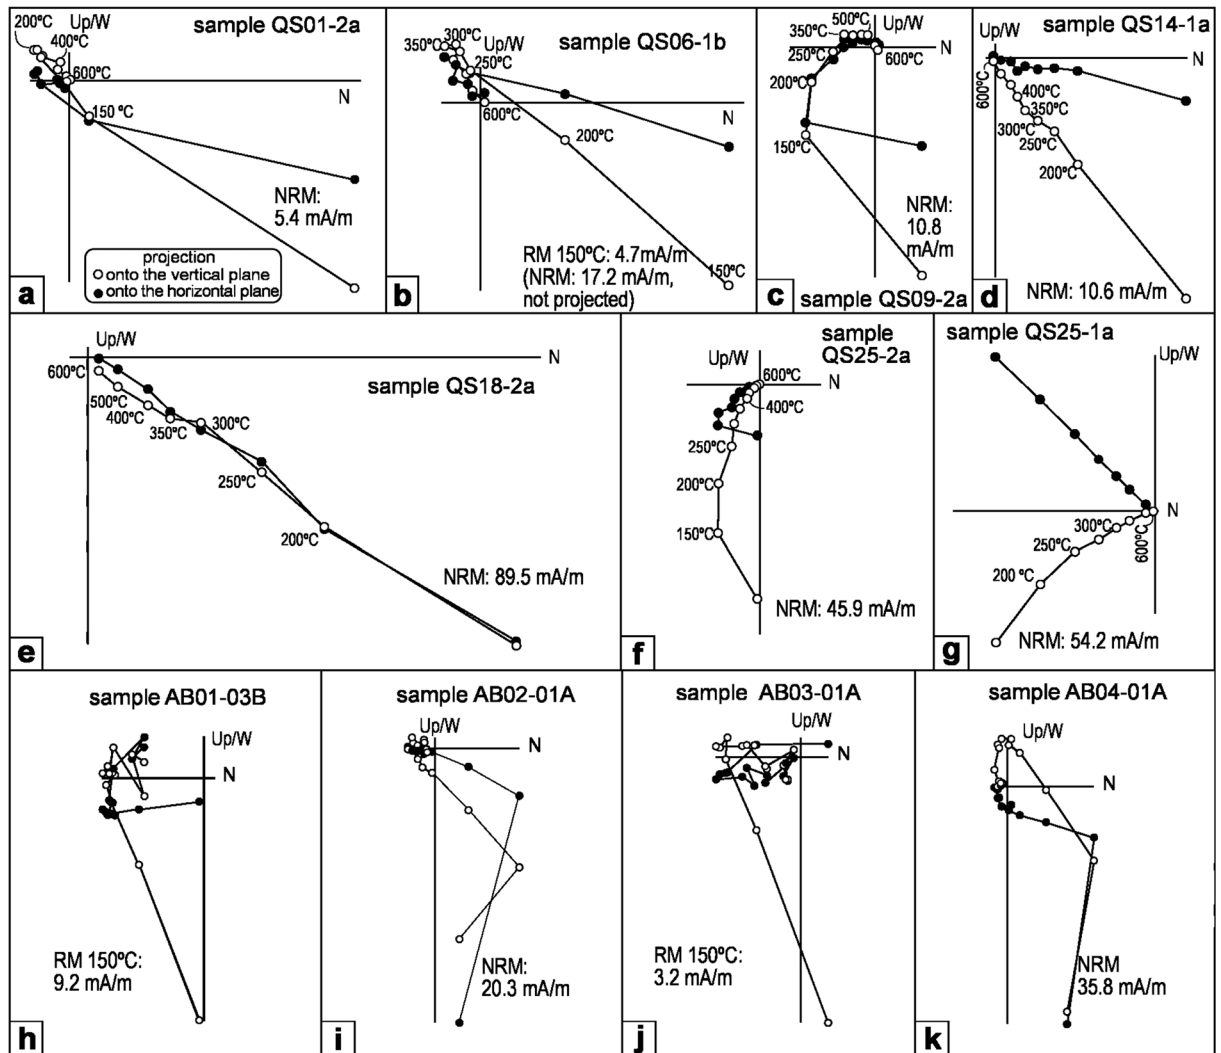 Up/W
sample QS01-2a
200ºC
400ºC
600ºC
N
150 ºC
NRM:
5.4 mA/m
projection
onto the vertical plane
onto the horizontal plane
a
300ºC
Up/W
sample QS06-1b
350ºC
250ºC
600ºC
N
200ºC
150ºC
RM 150ºC: 4.7mA/m
(NRM: 17.2 mA/m,
not projected)
b
500ºC
Up/W
350ºC
250ºC
N
600ºC
200ºC
150ºC
NRM:
10.8
mA/m
c
sample QS09-2a
Up/W
sample QS14-1a
N
600ºC
400ºC
350ºC
300ºC
250ºC
200ºC
d
NRM: 10.6 mA/m
Up/W
N
600ºC
sample QS18-2a
500ºC
400ºC
350ºC
300ºC
250ºC
200ºC
NRM: 89.5 mA/m
e
sample
QS25-2a
Up/W
600ºC
N
400ºC
250ºC
200ºC
150ºC
NRM: 45.9 mA/m
f
sample QS25-1a
Up/W
N
300ºC
250ºC
600ºC
200 ºC
NRM: 54.2 mA/m
g
sample AB01-03B
Up/W
N
RM 150ºC:
9.2 mA/m
h
sample AB02-01A
Up/W
N
NRM:
20.3 mA/m
i
sample AB03-01A
Up/W
N
RM 150ºC:
3.2 mA/m
j
sample AB04-01A
Up/W
N
NRM
35.8 mA/m
k